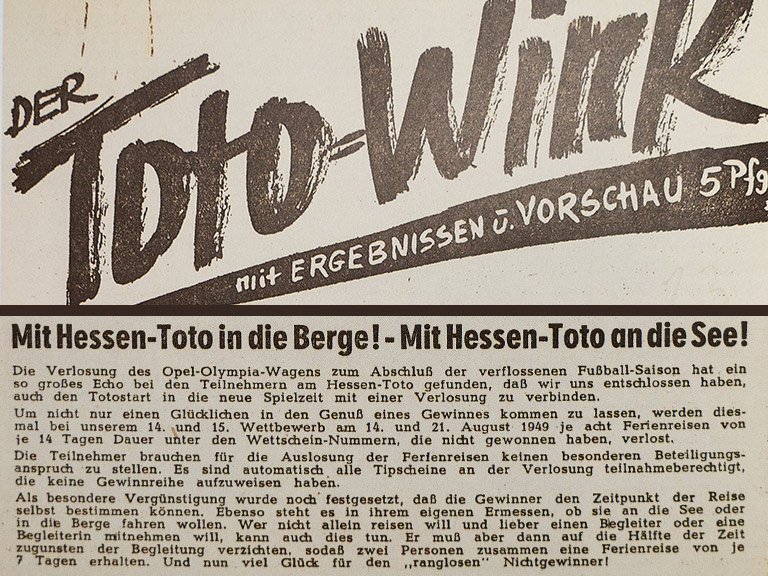 DER
Toto-Wink
mit ERGEBNISSEN u. VORSCHAU 5 Pfg
Mit Hessen-Toto in die Berge! - Mit Hessen-Toto an die See!
Die Verlosung des Opel-Olympia-Wagens zum Abschluß der verflossenen Fußball-Saison hat ein
so großes Echo bei den Teilnehmern am Hessen-Toto gefunden, daß wir uns entschlossen haben,
auch den Totostart in die neue Spielzeit mit einer Verlosung zu verbinden.
Um nicht nur einen Glücklichen in den Genuß eines Gewinnes kommen zu lassen, werden dies-
mal bei unserem 14. und 15. Wettbewerb am 14. und 21. August 1949 je acht Ferienreisen von
je 14 Tagen Dauer unter den Wettschein-Nummern, die nicht gewonnen haben, verlost.
Die Teilnehmer brauchen für die Auslosung der Ferienreisen keinen besonderen Beteiligungs-
anspruch zu stellen. Es sind automatisch alle Tipscheine an der Verlosung teilnahmeberechtigt,
die keine Gewinnreihe aufzuweisen haben.
Als besondere Vergünstigung wurde noch festgesetzt, daß die Gewinner den Zeitpunkt der Reise
selbst bestimmen können. Ebenso steht es in ihrem eigenen Ermessen, ob sie an die See oder
in die Berge fahren wollen. Wer nicht allein reisen will und lieber einen Begleiter oder eine
Begleiterin mitnehmen will, kann auch dies tun. Er muß aber dann auf die Hälfte der Zeit
zugunsten der Begleitung verzichten, sodaß zwei Personen zusammen eine Ferienreise von je
7 Tagen erhalten. Und nun viel Glück für den „ranglosen" Nichtgewinner!